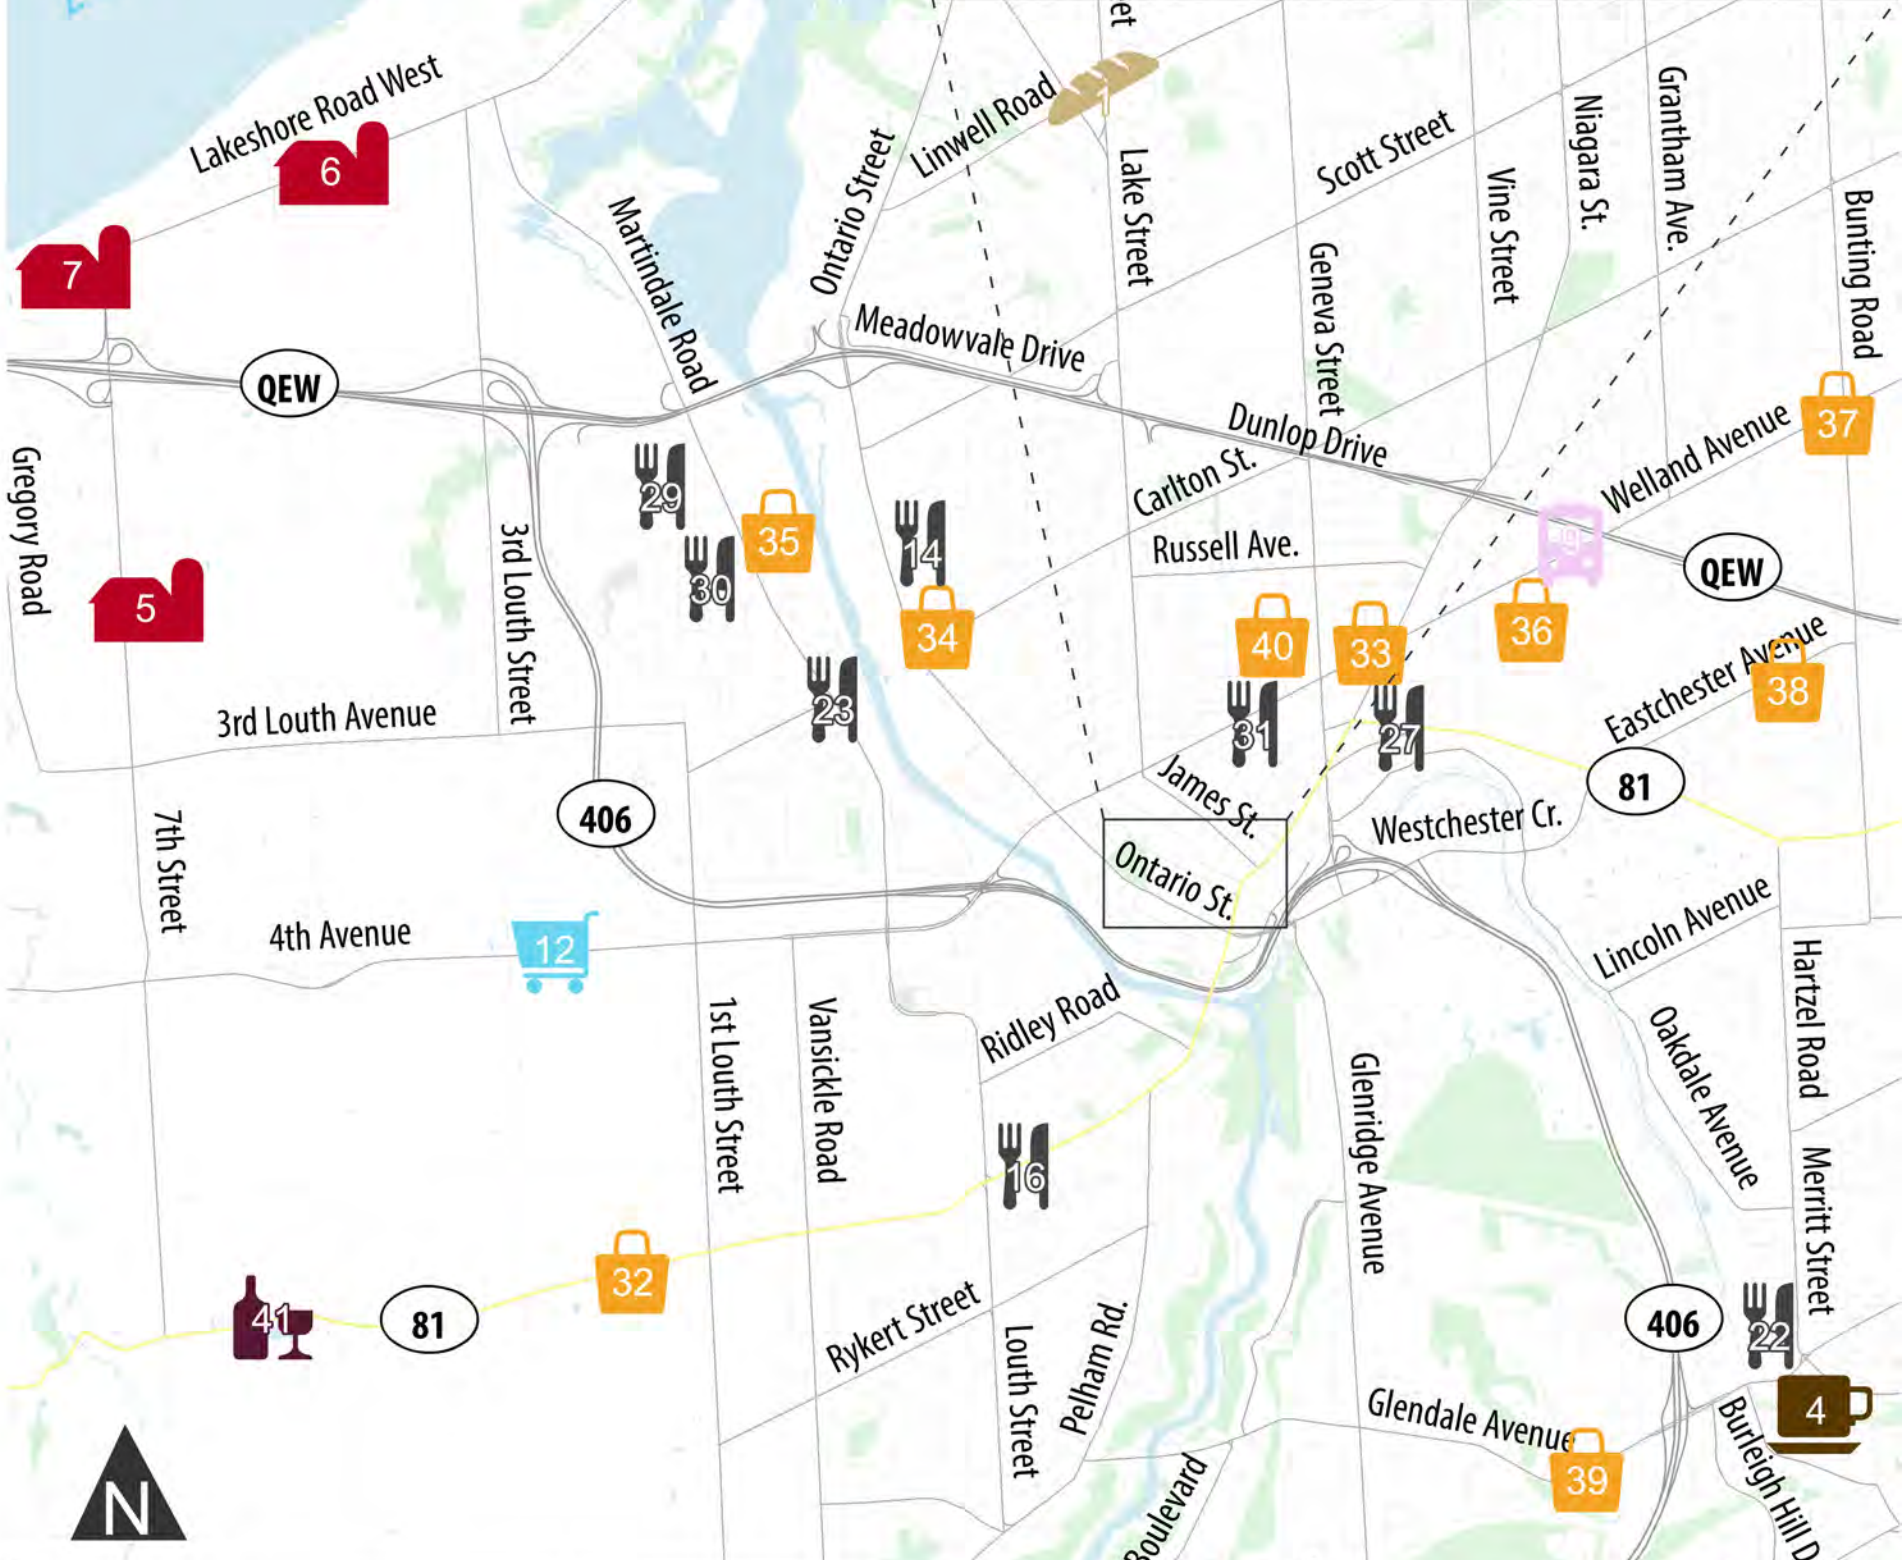 et
Lakeshore Road West
6
7
Linwell Road
1
Ontario Street
Lake Street
Scott Street
Niagara St.
Grantham Ave.
Vine Street
Bunting Road
Martindale Road
Geneva Street
Meadowvale Drive
QEW
Dunlop Drive
Carlton St.
Welland Avenue
37
Gregory Road
29
35
14
30
3rd Louth Street
Russell Ave.
39
QEW
5
34
40
33
36
Eastchester Avenue
38
23
3rd Louth Avenue
31
27
James St.
81
406
Westchester Cr.
7th Street
Ontario St.
4th Avenue
12
Lincoln Avenue
Hartzel Road
1st Louth Street
Vansickle Road
Ridley Road
Oakdale Avenue
Glenridge Avenue
16
Merritt Street
32
41
81
Rykert Street
Louth Street
Pelham Rd.
406
22
Glendale Avenue
4
39
Burleigh Hill D
Boulevard
N